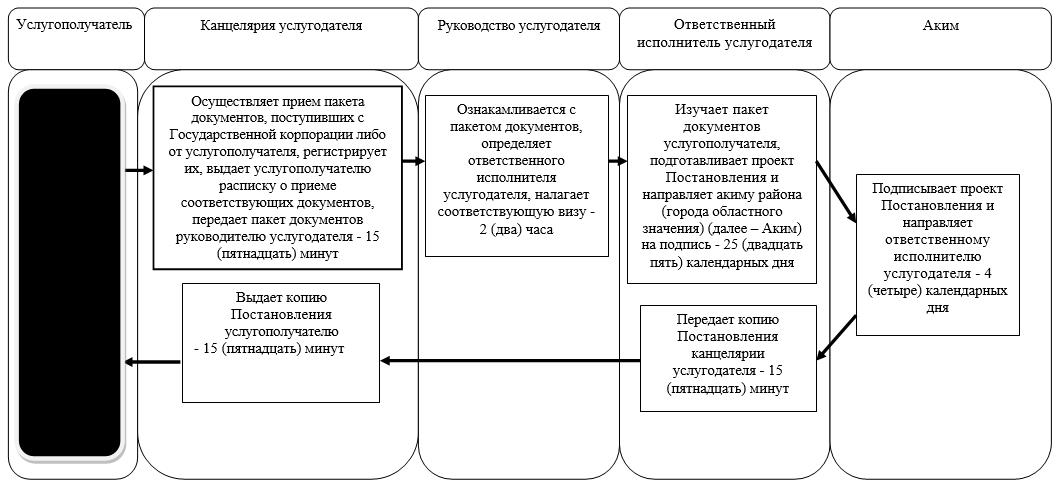 Услугополучатель
Канцелярия услугодателя
Руководство услугодателя
Ответственный
исполнитель услугодателя
Аким
Осуществляет прием пакета
документов, поступивших с
Государственной корпорации либо
от услугополучателя, регистрирует
их, выдает услугополучателю
расписку о приеме
соответствующих документов,
передает пакет документов
руководителю услугодателя - 15
(пятнадцать) минут
Ознакамливается с
пакетом документов,
определяет
ответственного
исполнителя
услугодателя, налагает
соответствующую визу -
2 (два) часа
Изучает пакет
документов
услугополучателя,
подготавливает проект
Постановления и
направляет акиму района
(города областного
значения) (далее – Аким)
на подпись - 25 (двадцать
пять) календарных дня
Подписывает проект
Постановления и
направляет
ответственному
исполнителю
услугодателя - 4
(четыре) календарных
дня
Передает копию
Постановления
канцелярии
услугодателя - 15
(пятнадцать) минут
Выдает копию
Постановления
услугополучателю
- 15 (пятнадцать) минут